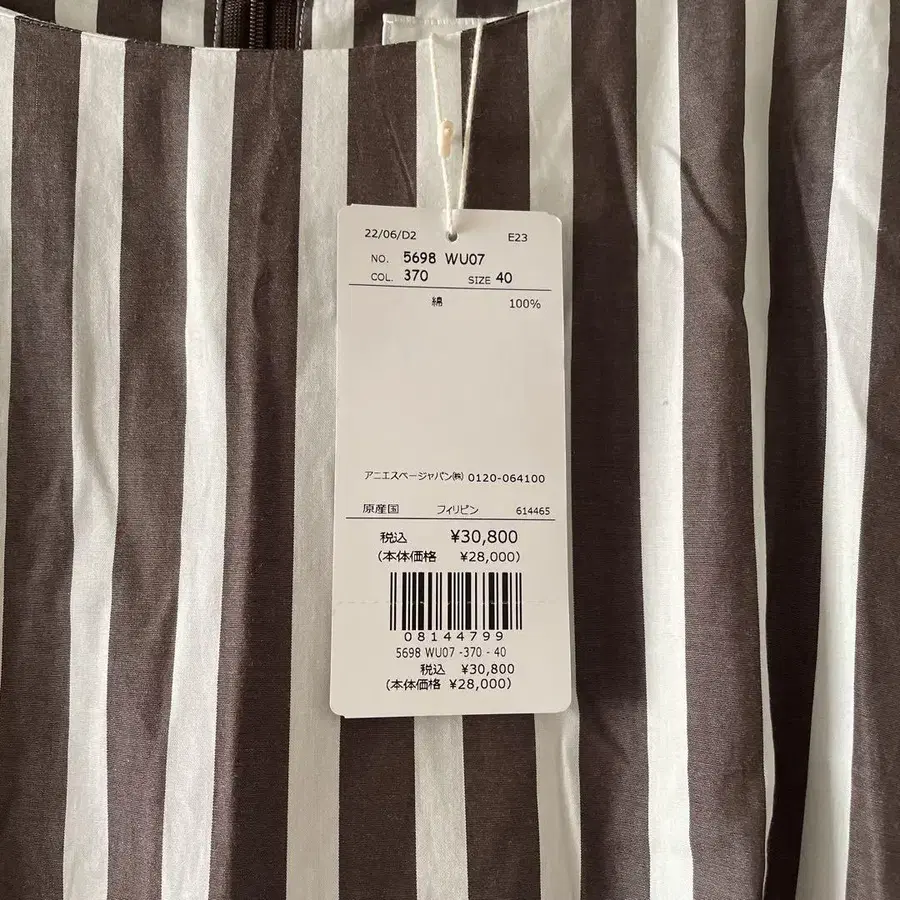 22/06/D2 E23
NO. 5698 WU07
COL. 370 SIZE 40
綿 100%
アニエスベージャパン㈱ 0120-064100
原産国 フィリピン 614465
税込 ¥30,800
(本体価格 ¥28,000)
08144799
5698 WU07 -370 - 40
税込 ¥30,800
(本体価格 ¥28,000)